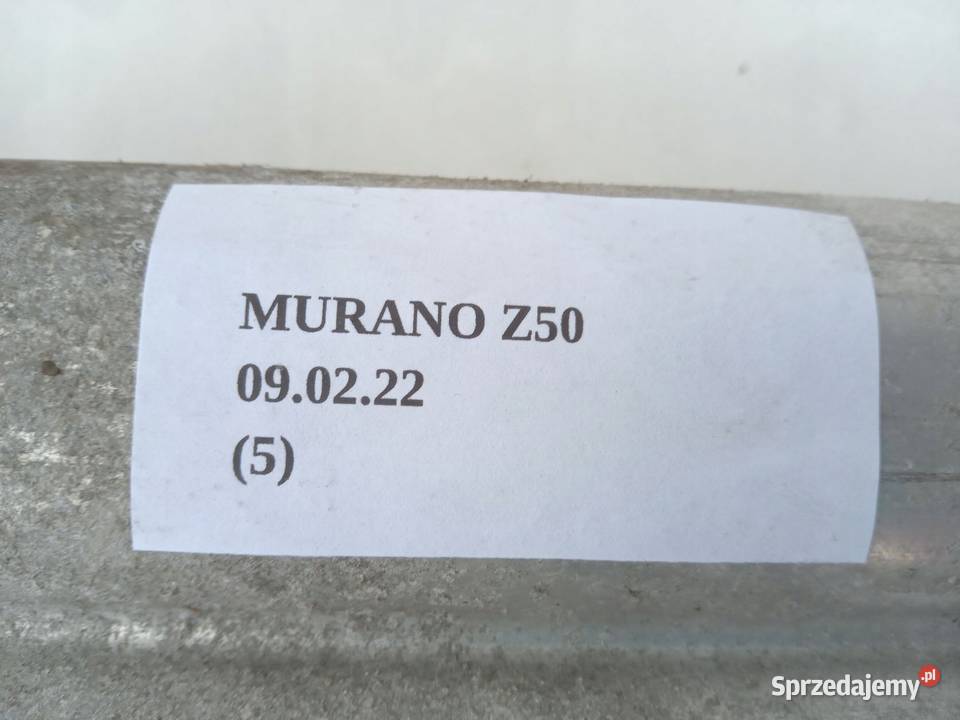 MURANO Z50
09.02.22
(5)
Sprzedajemy.pl